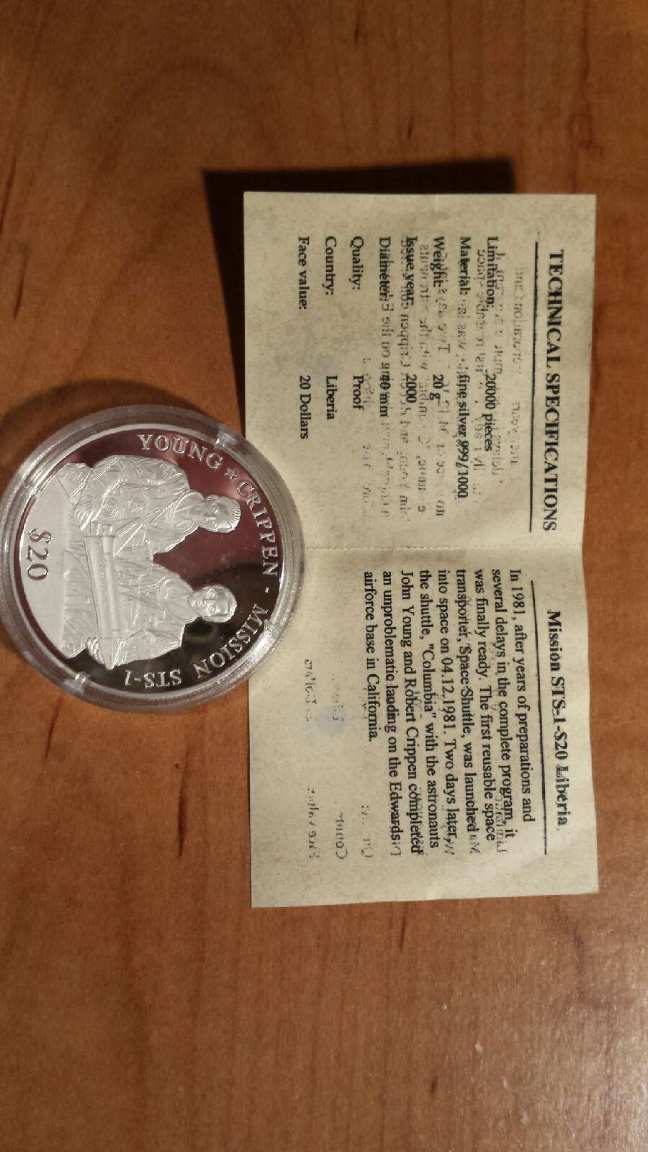 TECHNICAL SPECIFICATIONS
Limitation: 20000 pieces
Material: fine silver 999/1000
Weight: 20 g
Issue year: 2000
Diameter: 40 mm
Quality: Proof
Country: Liberia
Face value: 20 Dollars
Mission STS-1-$20 Liberia
In 1981, after years of preparations and
several delays in the complete program, it
was finally ready. The first reusable space
transporter, Space Shuttle, was launched
into space on 04.12.1981. Two days later,
the shuttle, "Columbia" with the astronauts
John Young and Robert Crippen completed
an unproblematic landing on the Edwards
airforce base in California.
YOUNG ★ CRIPPEN - MISSION STS-1
$20